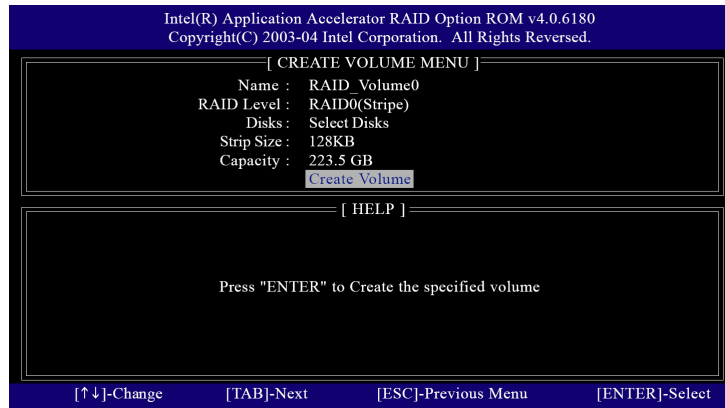 Intel(R) Application Accelerator RAID Option ROM v4.0.6180
Copyright(C) 2003-04 Intel Corporation. All Rights Reversed.
[ CREATE VOLUME MENU ]
Name : RAID_Volume0
RAID Level : RAID0(Stripe)
Disks : Select Disks
Strip Size : 128KB
Capacity : 223.5 GB
Create Volume
[ HELP ]
Press "ENTER" to Create the specified volume
[↑↓]-Change [TAB]-Next [ESC]-Previous Menu [ENTER]-Select